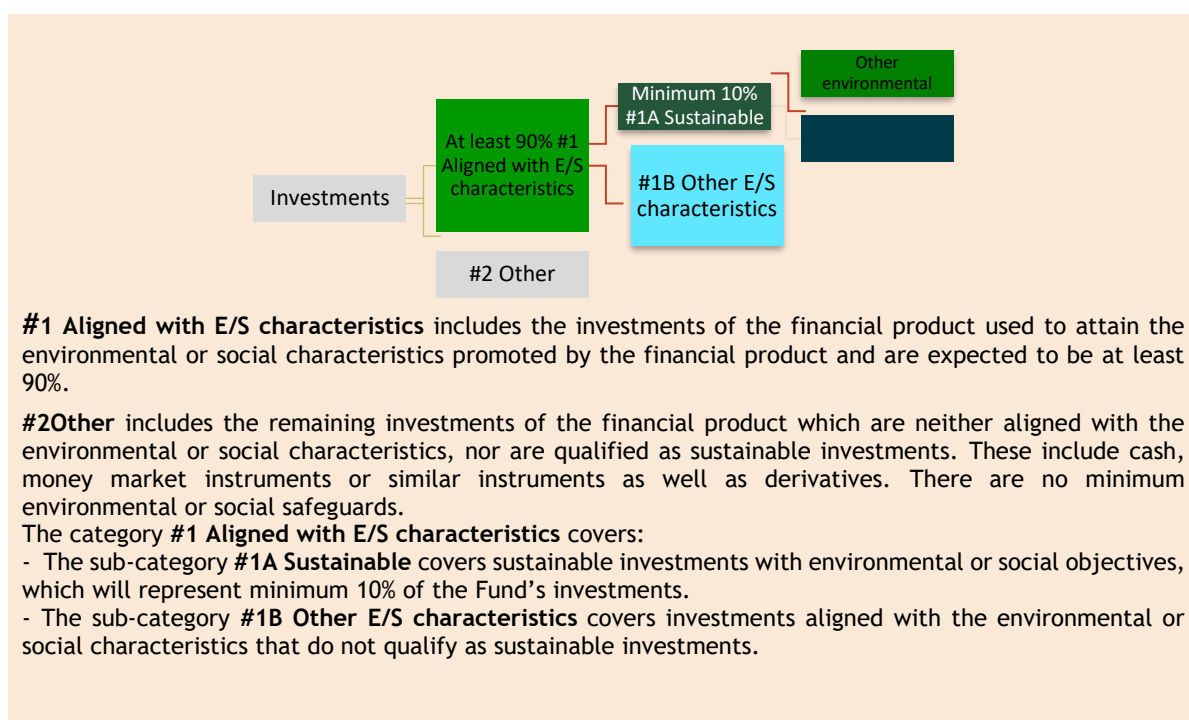 Other
environmental
Minimum 10%
#1A Sustainable
At least 90% #1
Aligned with E/S
characteristics
#1B Other E/S
characteristics
Investments
#2 Other
#1 Aligned with E/S characteristics includes the investments of the financial product used to attain the
environmental or social characteristics promoted by the financial product and are expected to be at least
90%.
#2Other includes the remaining investments of the financial product which are neither aligned with the
environmental or social characteristics, nor are qualified as sustainable investments. These include cash,
money market instruments or similar instruments as well as derivatives. There are no minimum
environmental or social safeguards.
The category #1 Aligned with E/S characteristics covers:
- The sub-category #1A Sustainable covers sustainable investments with environmental or social objectives,
which will represent minimum 10% of the Fund’s investments.
- The sub-category #1B Other E/S characteristics covers investments aligned with the environmental or
social characteristics that do not qualify as sustainable investments.